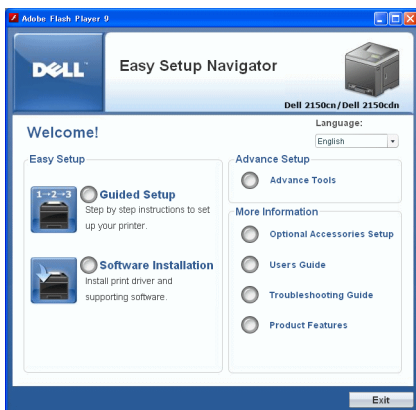 Adobe Flash Player 9
DELL
Easy Setup Navigator
Dell 2150cn/Dell 2150cdn
Welcome!
Language:
English
Easy Setup
1→2→3
Guided Setup
Step by step instructions to set
up your printer.
Software Installation
Install print driver and
supporting software.
Advance Setup
Advance Tools
More Information
Optional Accessories Setup
Users Guide
Troubleshooting Guide
Product Features
Exit